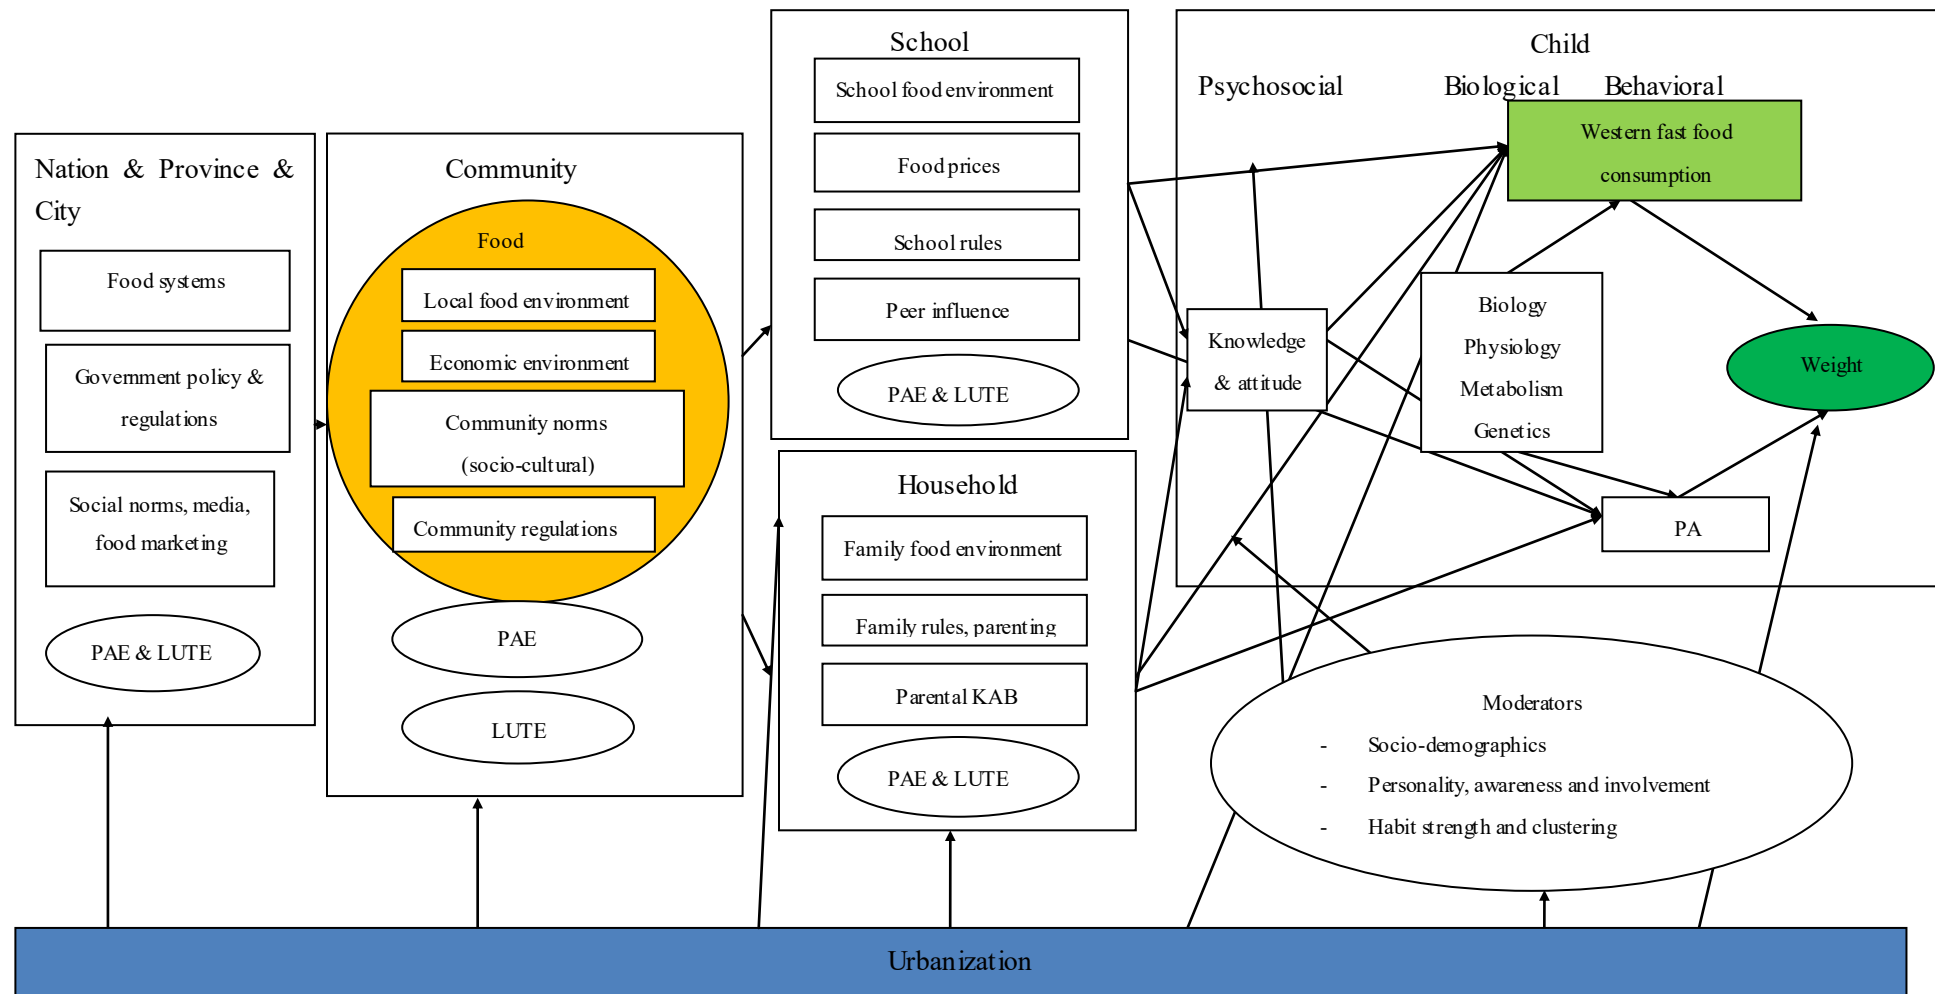 Nation & Province &
City
Food systems
Government policy &
regulations
Social norms, media,
food marketing
PAE & LUTE
Community
Food
Local food environment
Economic environment
Community norms
(socio-cultural)
Community regulations
PAE
LUTE
School
School food environment
Food prices
School rules
Peer influence
PAE & LUTE
Household
Family food environment
Family rules, parenting
Parental KAB
PAE & LUTE
Child
Psychosocial
Biological
Behavioral
Western fast food
consumption
Knowledge
& attitude
Biology
Physiology
Metabolism
Genetics
Weight
PA
Moderators
- Socio-demographics
- Personality, awareness and involvement
- Habit strength and clustering
Urbanization